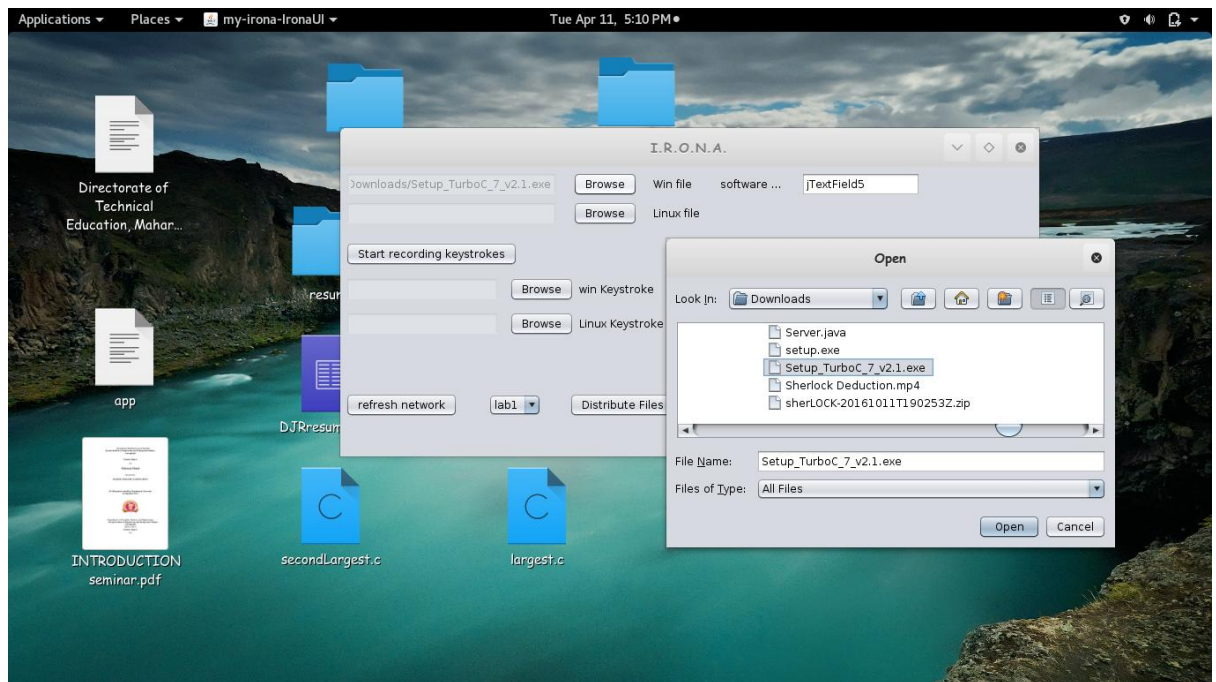 Applications Places my-irona-IronaUI Tue Apr 11, 5:10 PM
I.R.O.N.A.
Downloads/Setup_TurboC_7_v2.1.exe Browse Win file software ... jTextField5
Browse Linux file
Start recording keystrokes
Browse win Keystroke
Browse Linux Keystroke
refresh network lab1 Distribute Files
Open
Look In: Downloads
Server.java
setup.exe
Setup_TurboC_7_v2.1.exe
Sherlock Deduction.mp4
sherLOCK-20161011T190253Z.zip
File Name: Setup_TurboC_7_v2.1.exe
Files of Type: All Files
Open Cancel
Directorate of
Technical
Education, Mahar...
resur
app
DJRresum
INTRODUCTION
seminar.pdf
C
secondLargest.c
C
largest.c